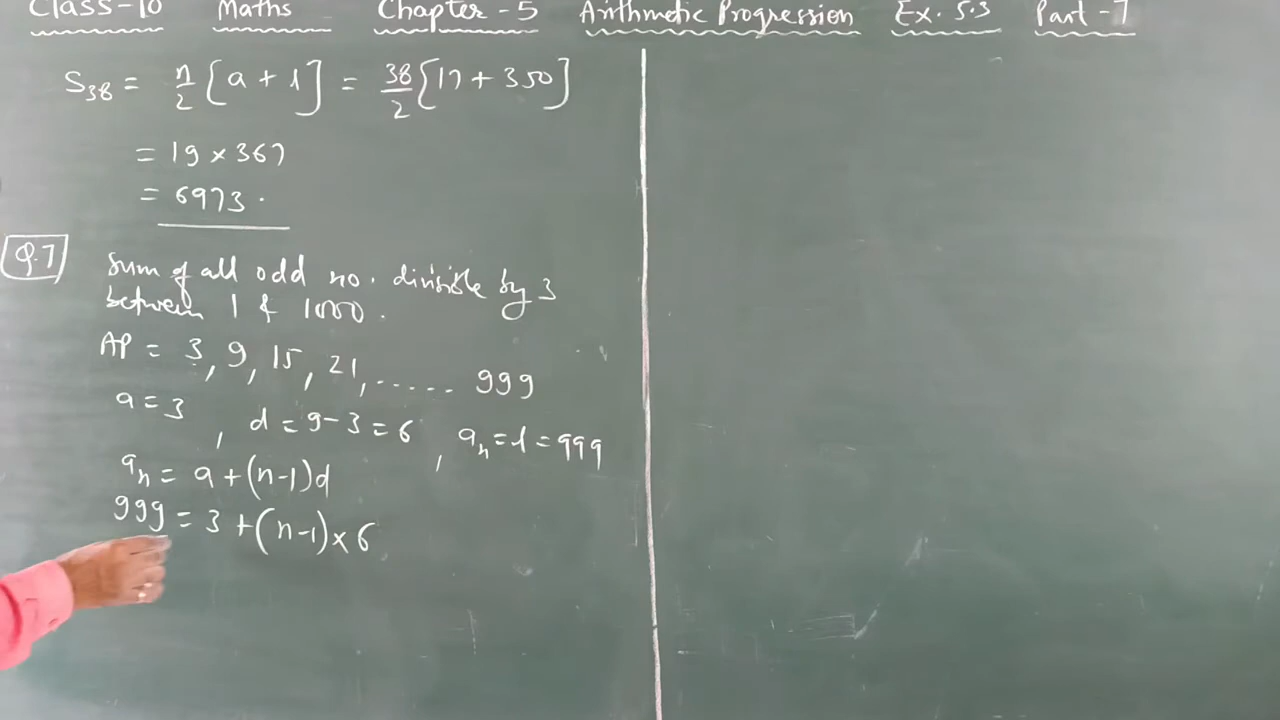 Class-10 Maths Chapter-5 Arithmetic Progression Ex. 5.3 Part-7
S₃₈ = n/2 [a + l] = 38/2 [17 + 350]
= 19 × 367
= 6973.
Q.7 Sum of all odd no. divisible by 3
between 1 & 1000.
AP = 3, 9, 15, 21, ...... 999
a = 3, d = 9-3 = 6, aₙ = l = 999
aₙ = a + (n-1)d
999 = 3 + (n-1) × 6